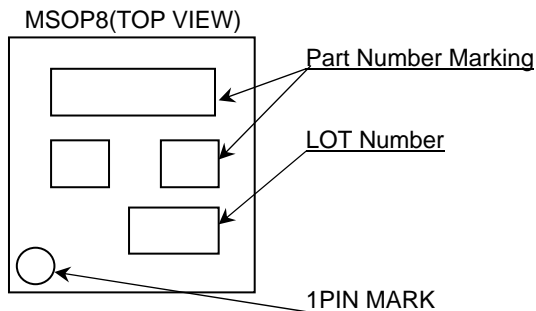 MSOP8(TOP VIEW)
Part Number Marking
LOT Number
1PIN MARK